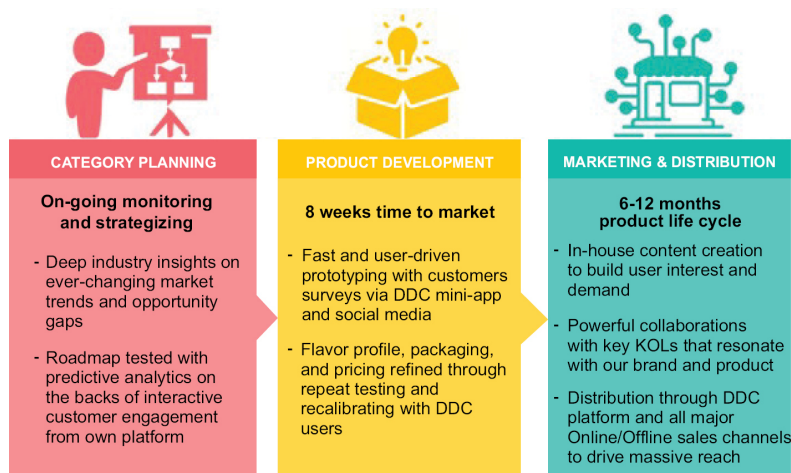 CATEGORY PLANNING
On-going monitoring
and strategizing
- Deep industry insights on
ever-changing market
trends and opportunity
gaps
- Roadmap tested with
predictive analytics on
the backs of interactive
customer engagement
from own platform
PRODUCT DEVELOPMENT
8 weeks time to market
- Fast and user-driven
prototyping with customers
surveys via DDC mini-app
and social media
- Flavor profile, packaging,
and pricing refined through
repeat testing and
recalibrating with DDC
users
MARKETING & DISTRIBUTION
6-12 months
product life cycle
- In-house content creation
to build user interest and
demand
- Powerful collaborations
with key KOLs that resonate
with our brand and product
- Distribution through DDC
platform and all major
Online/Offline sales channels
to drive massive reach